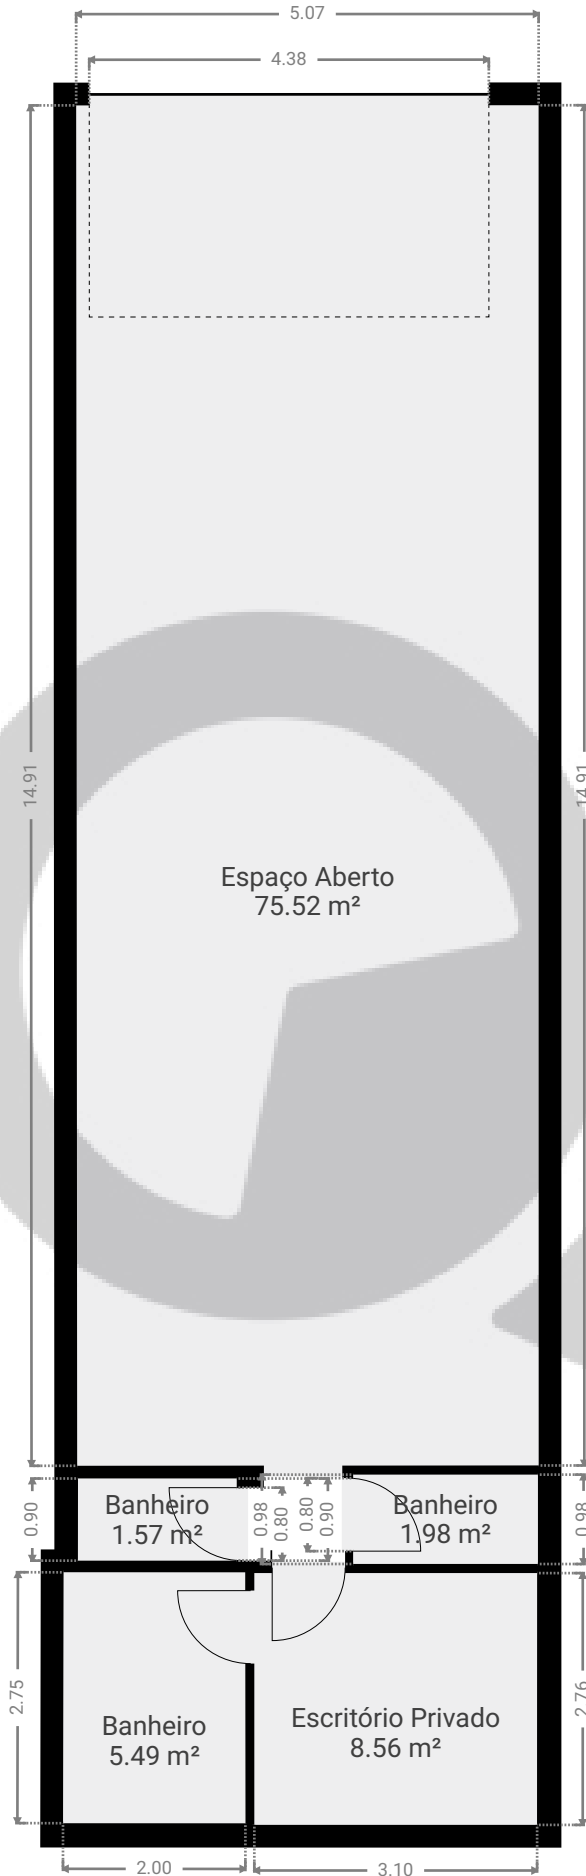 5.07
4.38
14.91
14.91
Espaço Aberto
75.52 m²
0.90
Banheiro
1.57 m²
0.98
0.80
0.80
0.90
Banheiro
1.98 m²
0.98
2.75
Banheiro
5.49 m²
Escritório Privado
8.56 m²
2.76
2.00
3.10